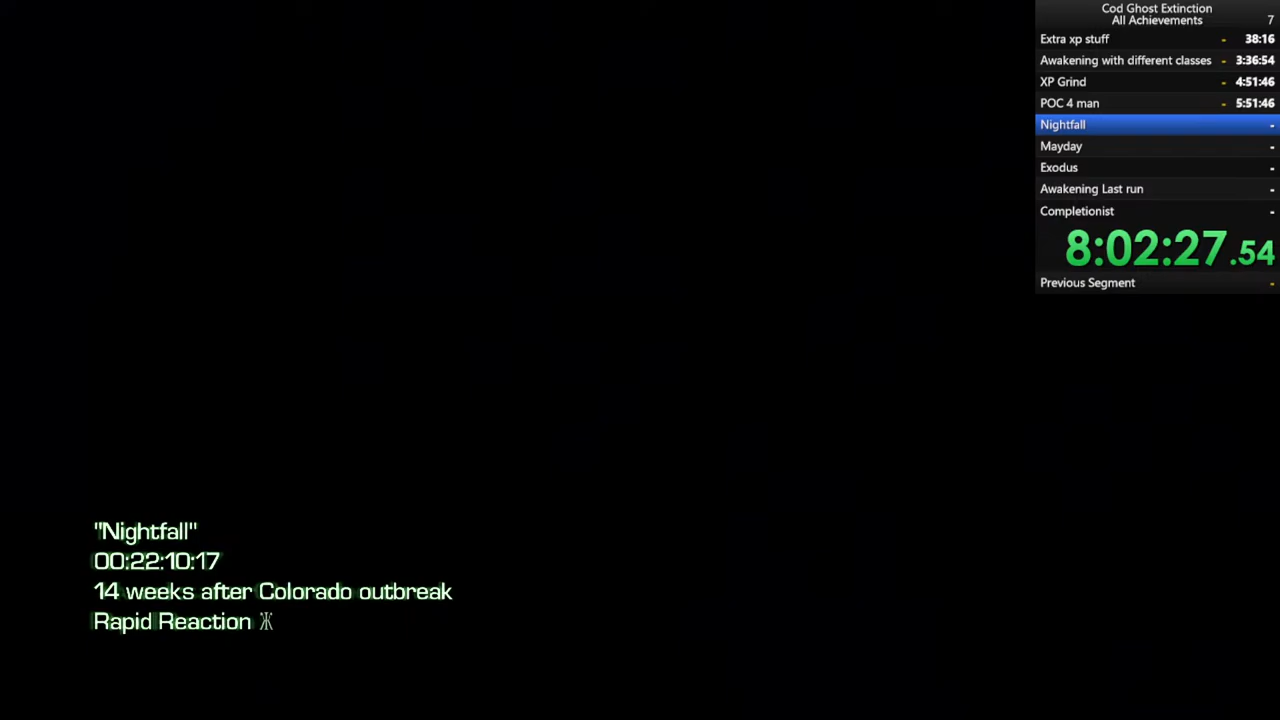 "Nightfall"
00:22:10:17
14 weeks after Colorado outbreak
Rapid Reaction Ж
Cod Ghost Extinction
All Achievements 7
Extra xp stuff - 38:16
Awakening with different classes - 3:36:54
XP Grind - 4:51:46
POC 4 man - 5:51:46
Nightfall -
Mayday -
Exodus -
Awakening Last run -
Completionist -
8:02:27.54
Previous Segment -